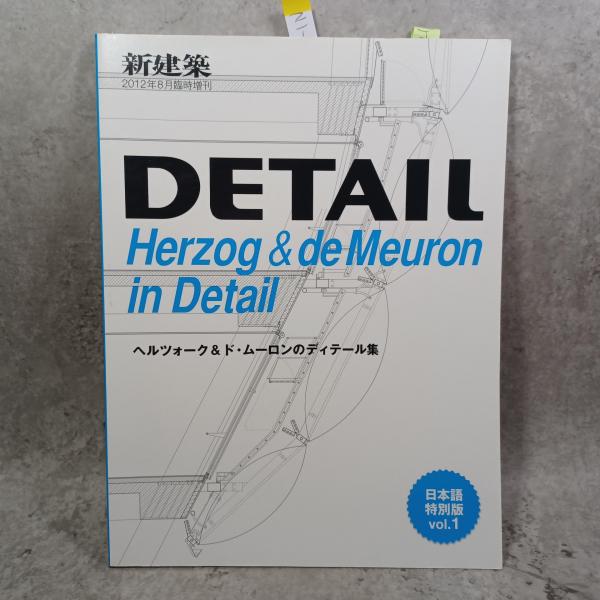 新建築
2012年8月臨時増刊
DETAIL
Herzog & de Meuron
in Detail
ヘルツォーク&ド・ムーロンのディテール集
日本語
特別版
vol.1